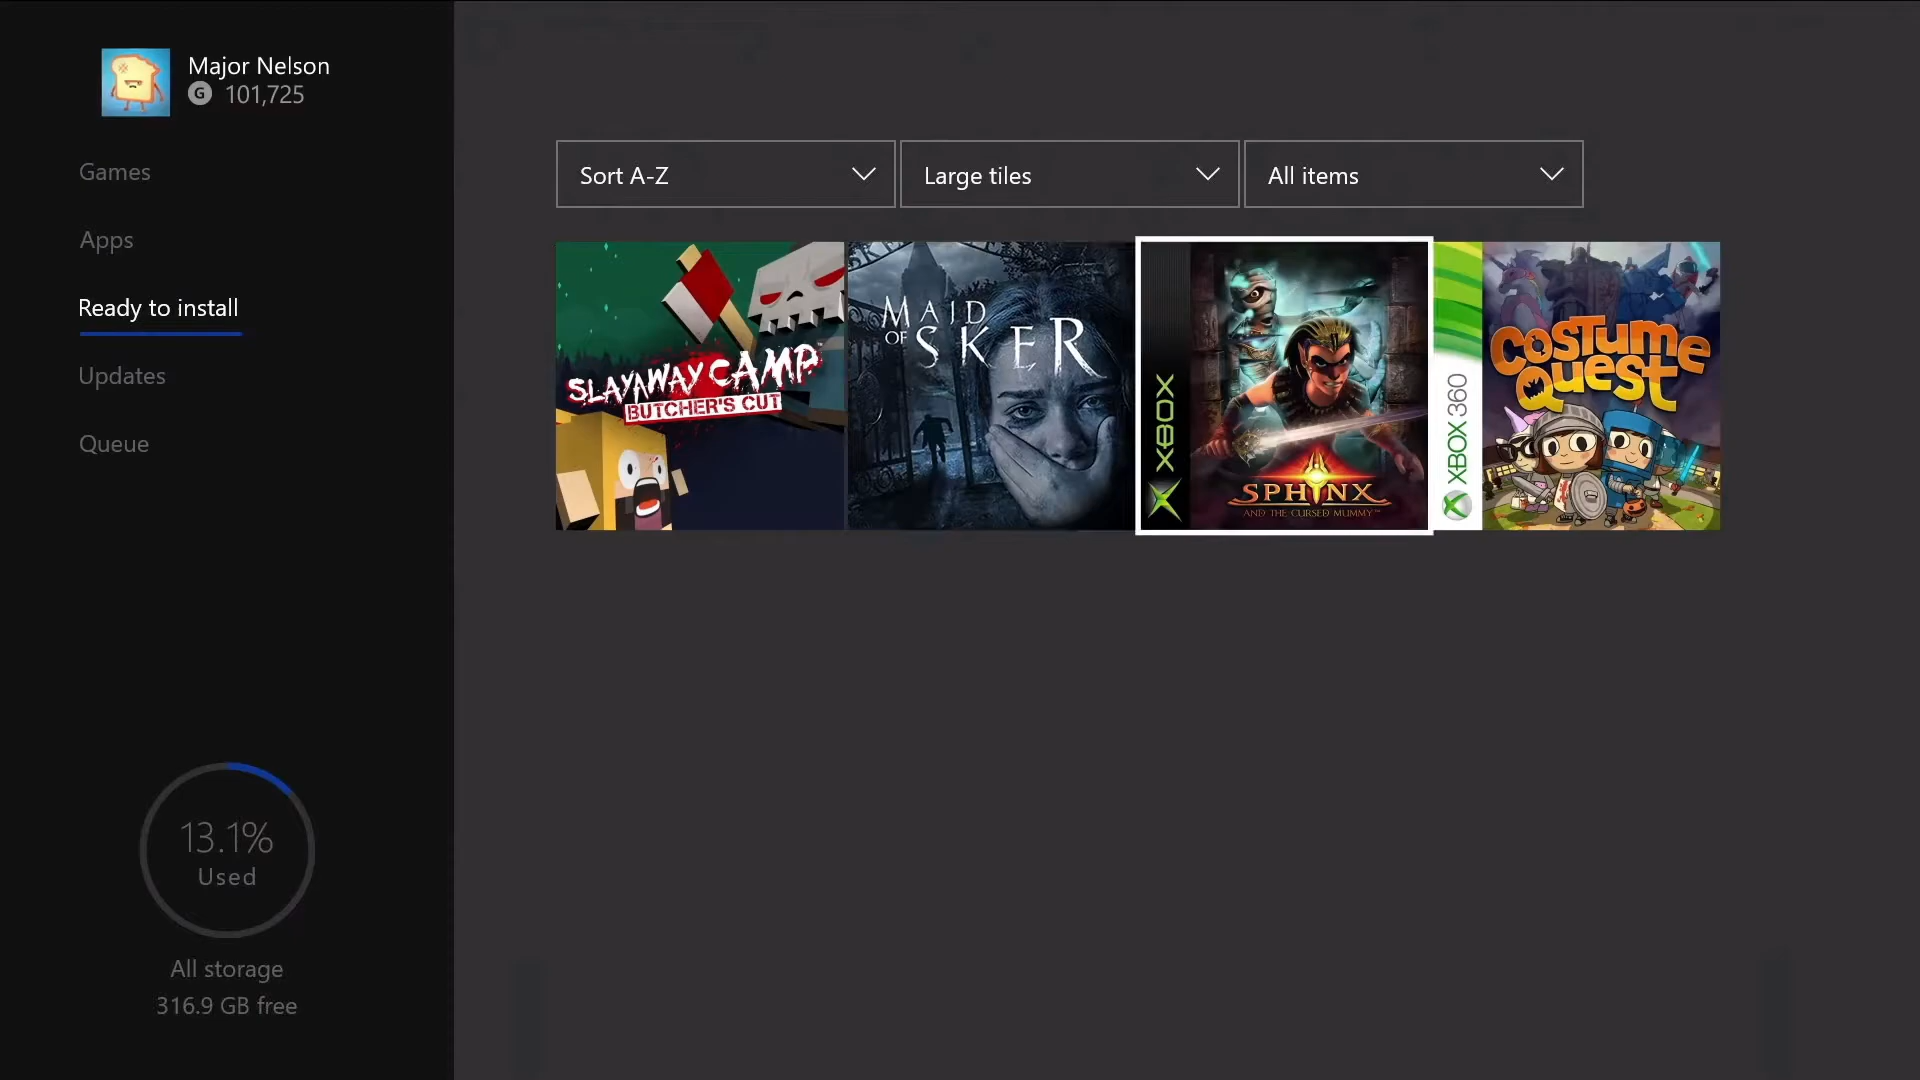 Major Nelson
G 101,725
Games
Apps
Ready to install
Updates
Queue
13.1%
Used
All storage
316.9 GB free
Sort A-Z
Large tiles
All items
SLAYAWAY CAMP
BUTCHER'S CUT
MAID
OF SKER
XBOX
SPHINX
AND THE CURSED MUMMY™
XBOX 360
COSTUME
QUEST